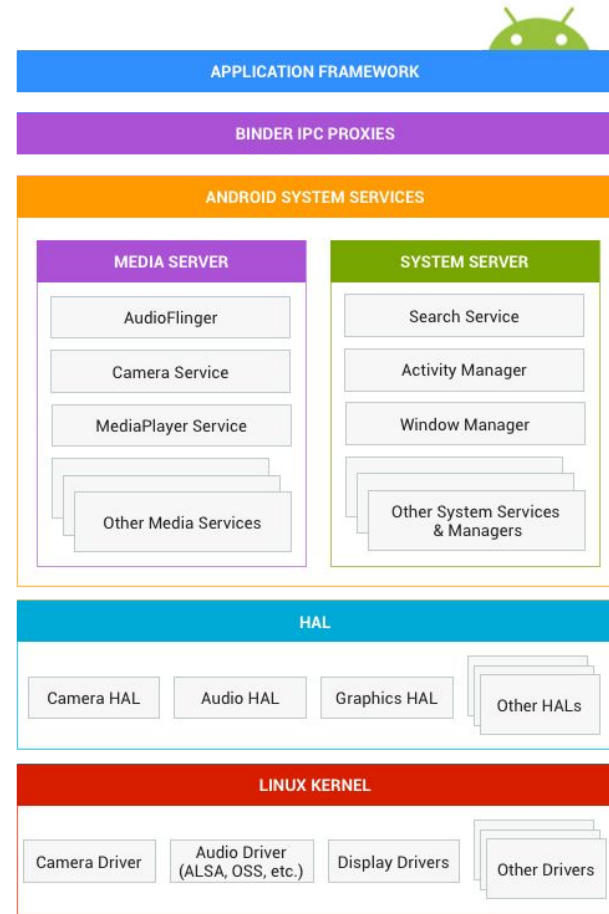 APPLICATION FRAMEWORK
BINDER IPC PROXIES
ANDROID SYSTEM SERVICES
MEDIA SERVER
AudioFlinger
Camera Service
MediaPlayer Service
Other Media Services
SYSTEM SERVER
Search Service
Activity Manager
Window Manager
Other System Services
& Managers
HAL
Camera HAL
Audio HAL
Graphics HAL
Other HALs
LINUX KERNEL
Camera Driver
Audio Driver
(ALSA, OSS, etc.)
Display Drivers
Other Drivers